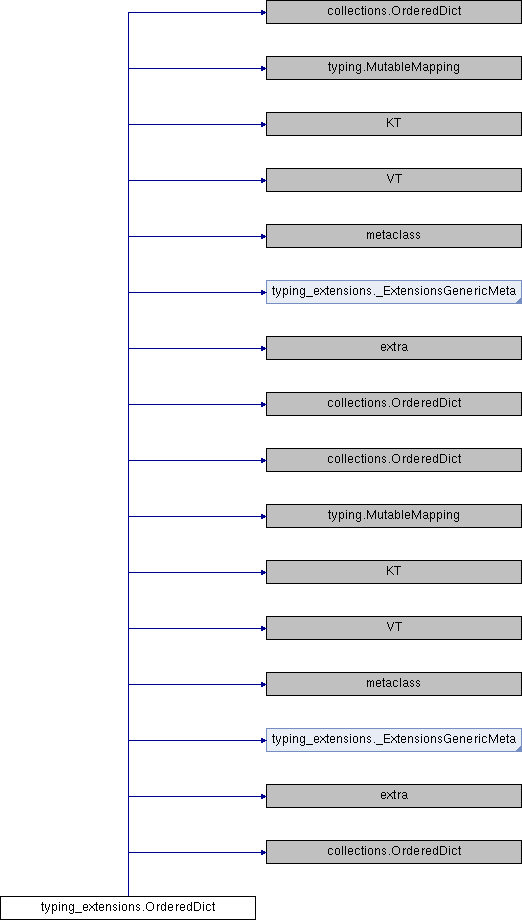 collections.OrderedDict
typing.MutableMapping
KT
VT
metaclass
typing_extensions._ExtensionsGenericMeta
extra
collections.OrderedDict
collections.OrderedDict
typing.MutableMapping
KT
VT
metaclass
typing_extensions._ExtensionsGenericMeta
extra
collections.OrderedDict
typing_extensions.OrderedDict